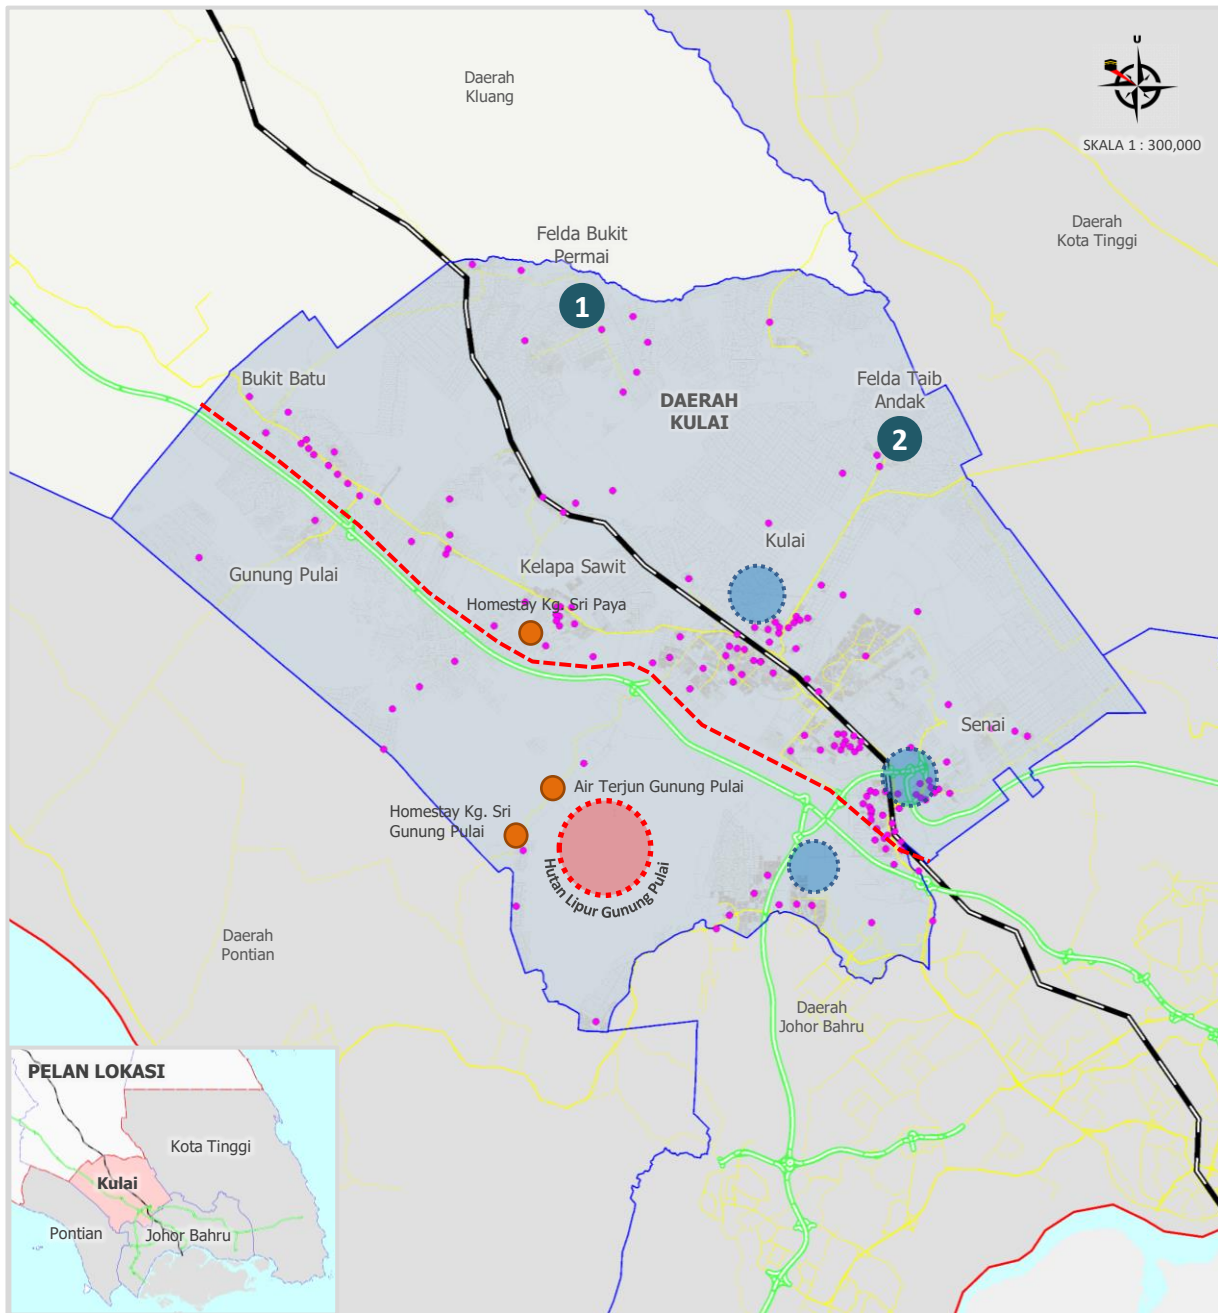 U
SKALA 1 : 300,000
Daerah
Kluang
Daerah
Kota Tinggi
Felda Bukit
Permai
1
Bukit Batu
DAERAH
KULAI
Felda Taib
Andak
2
Kulai
Gunung Pulai
Kelapa Sawit
Homestay Kg. Sri Paya
Senai
Air Terjun Gunung Pulai
Homestay Kg. Sri
Gunung Pulai
Hutan Lipur Gunung Pulai
Daerah
Pontian
Daerah
Johor Bahru
PELAN LOKASI
Kota Tinggi
Kulai
Pontian
Johor Bahru